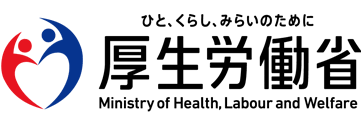 ひと、くらし、みらいのために
厚生労働省
Ministry of Health, Labour and Welfare